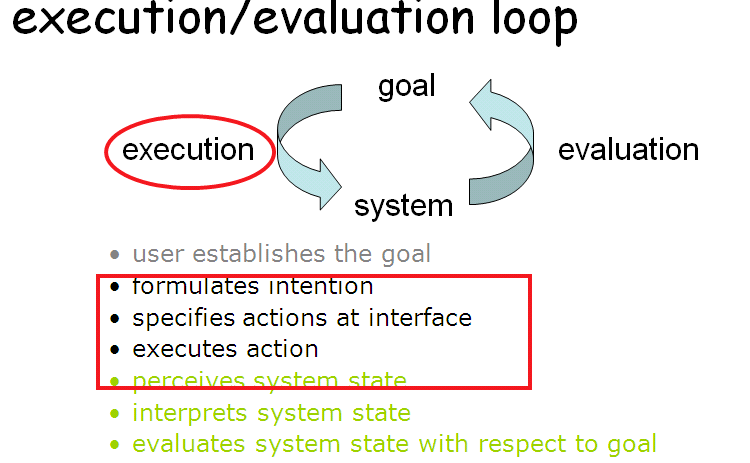 execution/evaluation loop
goal
execution
evaluation
system
• user establishes the goal
• formulates intention
• specifies actions at interface
• executes action
• perceives system state
• interprets system state
• evaluates system state with respect to goal